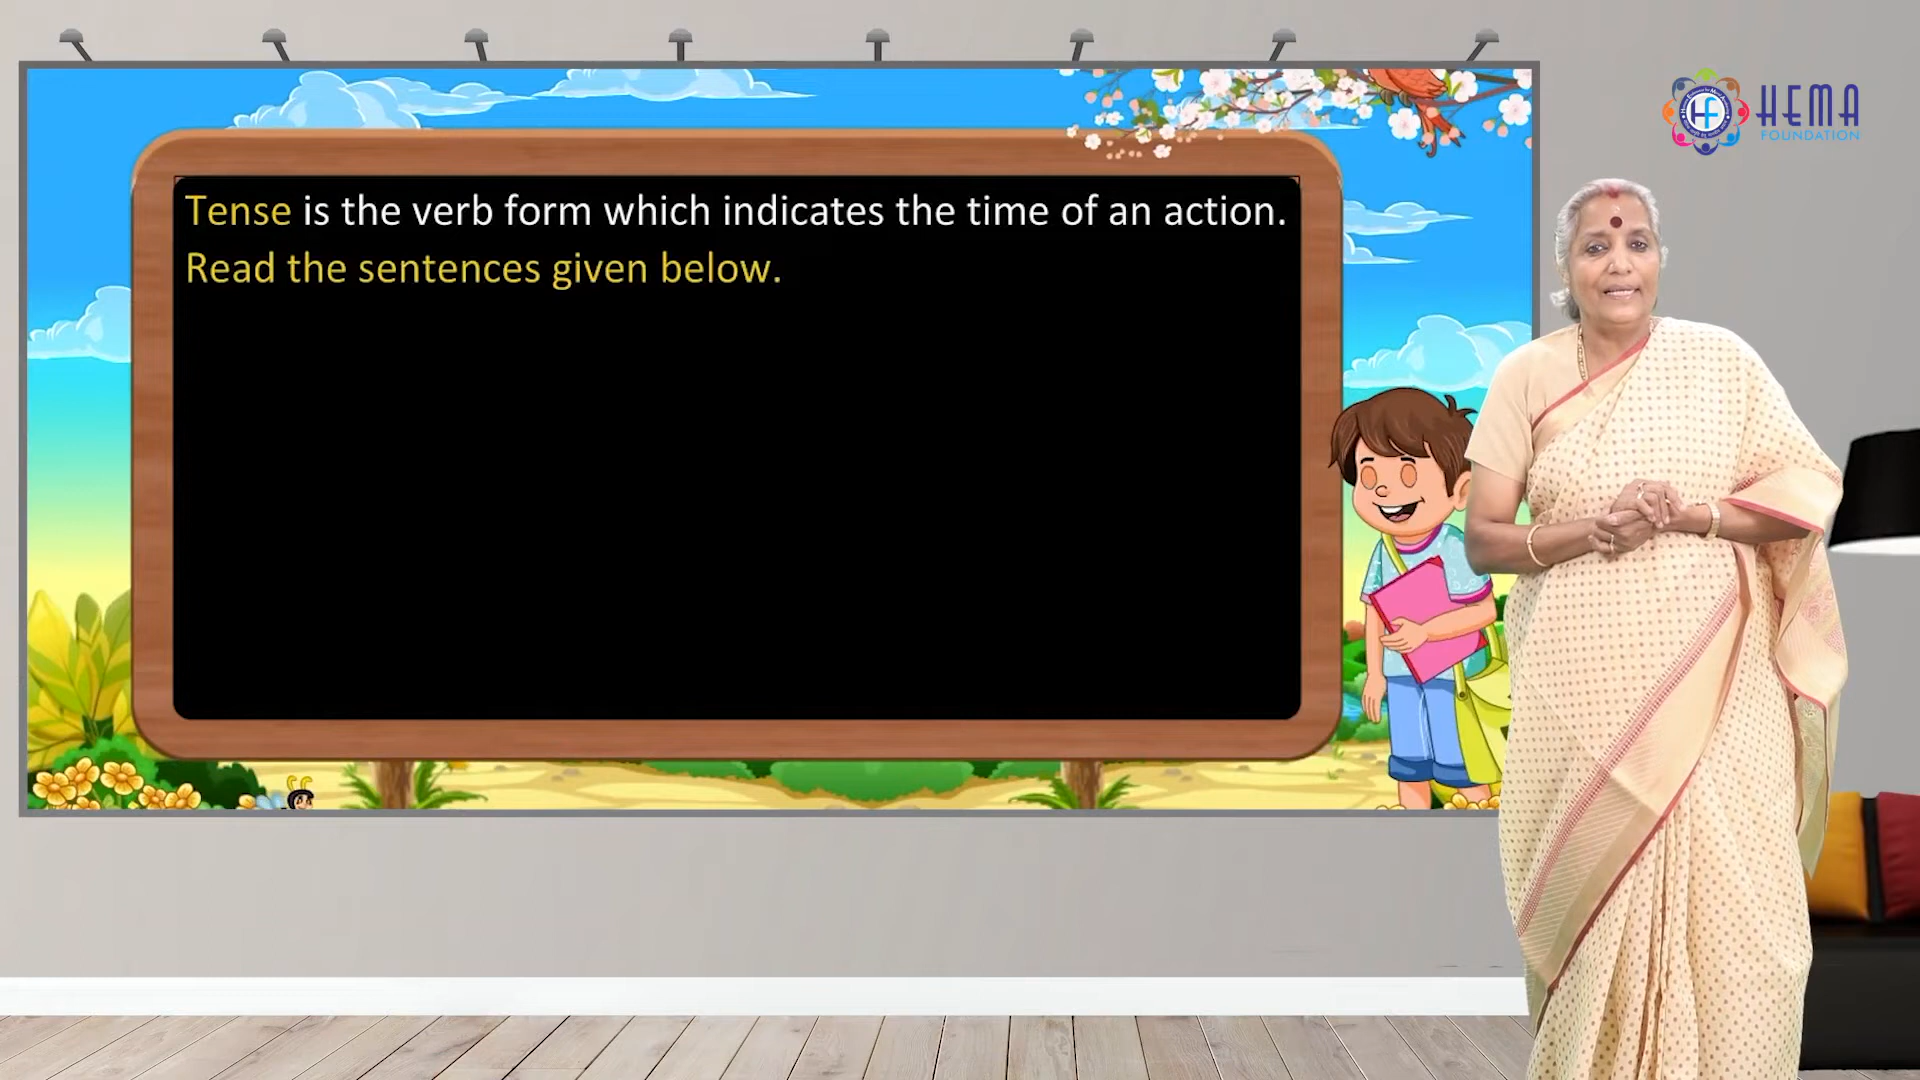 Tense is the verb form which indicates the time of an action.
Read the sentences given below.
HF
HEMA
FOUNDATION